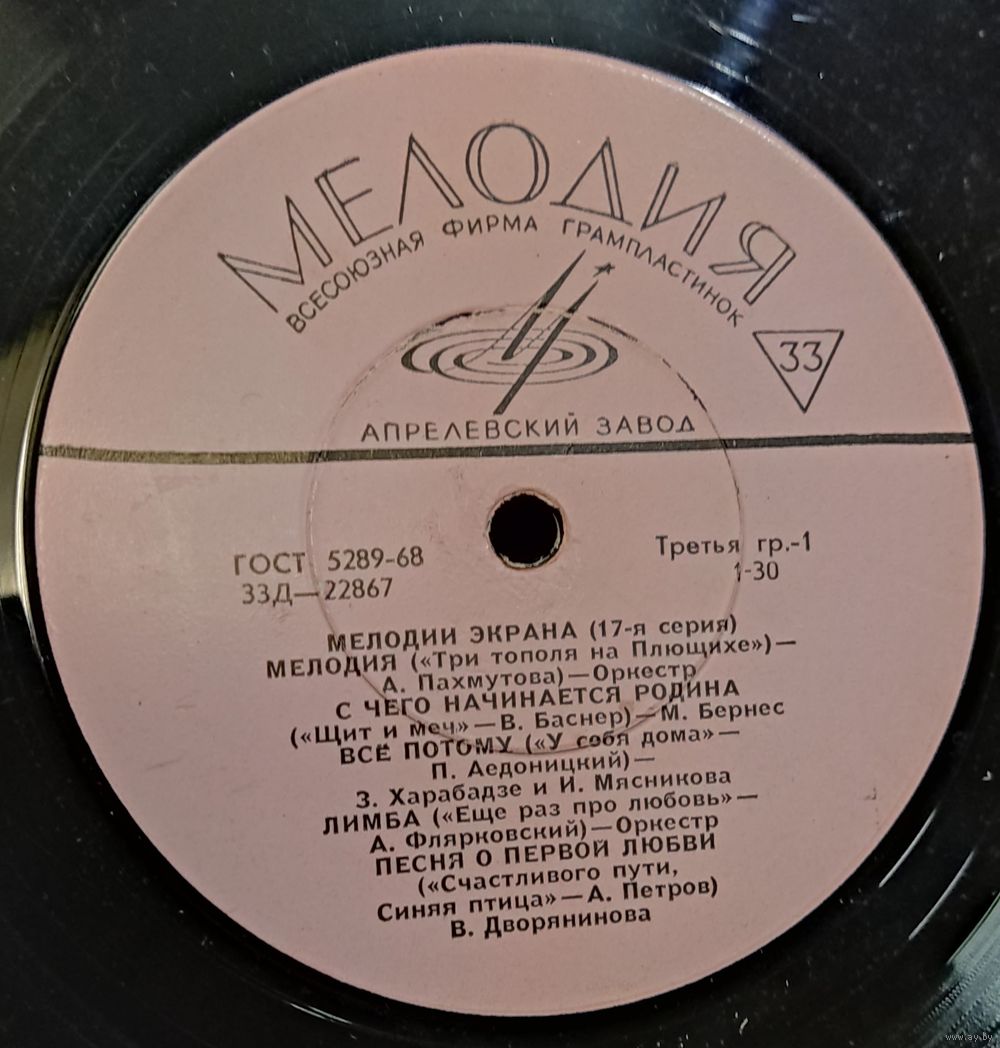 МЕЛОДИЯ
ВСЕСОЮЗНАЯ ФИРМА ГРАМПЛАСТИНОК
33
АПРЕЛЕВСКИЙ ЗАВОД
ГОСТ 5289-68
33Д—22867
Третья гр.-1
1-30
МЕЛОДИИ ЭКРАНА (17-я серия)
МЕЛОДИЯ («Три тополя на Плющихе»)—
А. Пахмутова)—Оркестр
С ЧЕГО НАЧИНАЕТСЯ РОДИНА
(«Щит и меч»—В. Баснер)—М. Бернес
ВСЕ ПОТОМУ («У себя дома»—
П. Аедоницкий)—
З. Харабадзе и И. Мясникова
ЛИМБА («Еще раз про любовь»—
А. Флярковский)—Оркестр
ПЕСНЯ О ПЕРВОЙ ЛЮБВИ
(«Счастливого пути,
Синяя птица»—А. Петров)
В. Дворянинова
www.ay.by